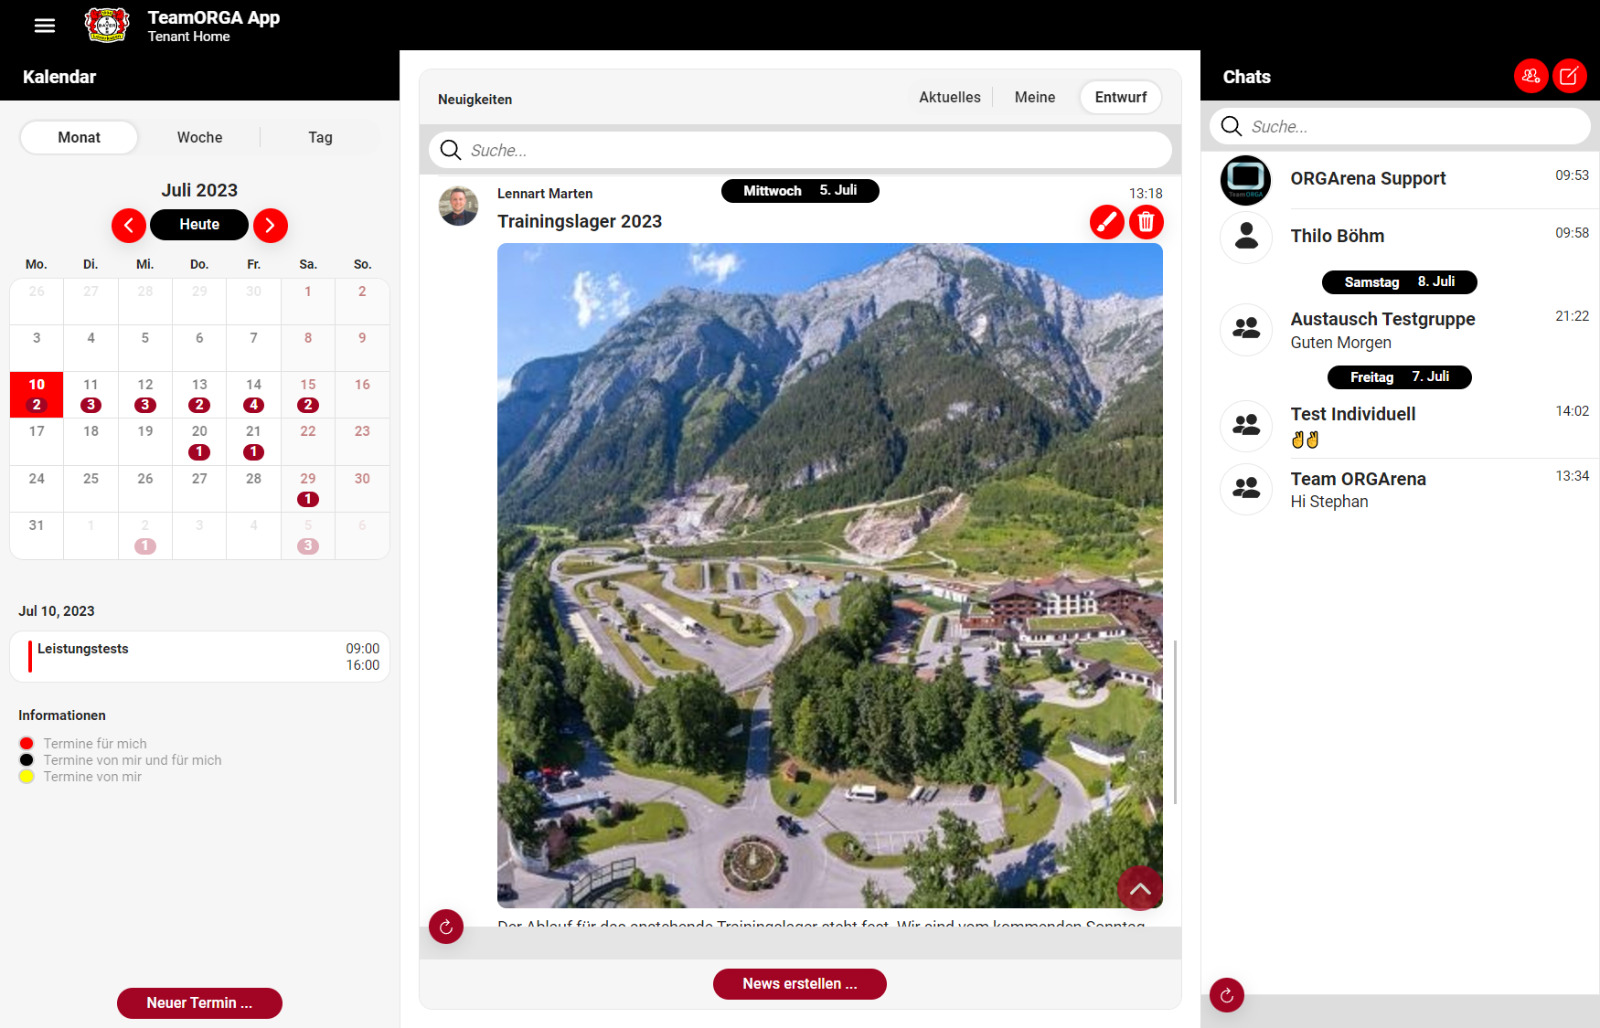 TeamORGA App
Tenant Home
Kalendar
Monat
Woche
Tag
Juli 2023
Heute
Mo. Di. Mi. Do. Fr. Sa. So.
26 27 28 29 30 1 2
3 4 5 6 7 8 9
10 11 12 13 14 15 16
2 3 3 2 4 2
17 18 19 20 21 22 23
1 1
24 25 26 27 28 29 30
1
31 1 2 3 4 5 6
1 3
Jul 10, 2023
Leistungstests 09:00
16:00
Informationen
Termine für mich
Termine von mir und für mich
Termine von mir
Neuer Termin ...
Neuigkeiten
Aktuelles
Meine
Entwurf
Suche...
Lennart Marten
Mittwoch 5. Juli
13:18
Trainingslager 2023
Der Ablauf für das anstehende Trainingslager steht fest. Wir sind vom kommenden Sonntag
News erstellen ...
Chats
Suche...
ORGArena Support 09:53
Thilo Böhm 09:58
Samstag 8. Juli
Austausch Testgruppe 21:22
Guten Morgen
Freitag 7. Juli
Test Individuell 14:02
✌✌
Team ORGArena 13:34
Hi Stephan